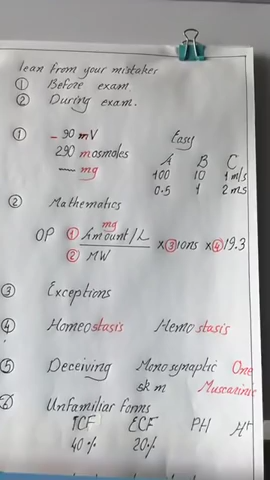 lean from your mistaker
① Before exam.
② During exam.
① - 90 mV Easy
290 mosmoles A B C
mg 100 10 1 m/s
0.5 1 2 ms
② Mathematics
mg
OP ① Amount/L x ③ ions x ④ 19.3
② MW
③ Exceptions
④ Homeostasis Hemostasis
⑤ Deceiving Monosynaptic One
sk m Muscarinic
⑥ Unfamiliar forms
ICF ECF PH H+
40% 20%